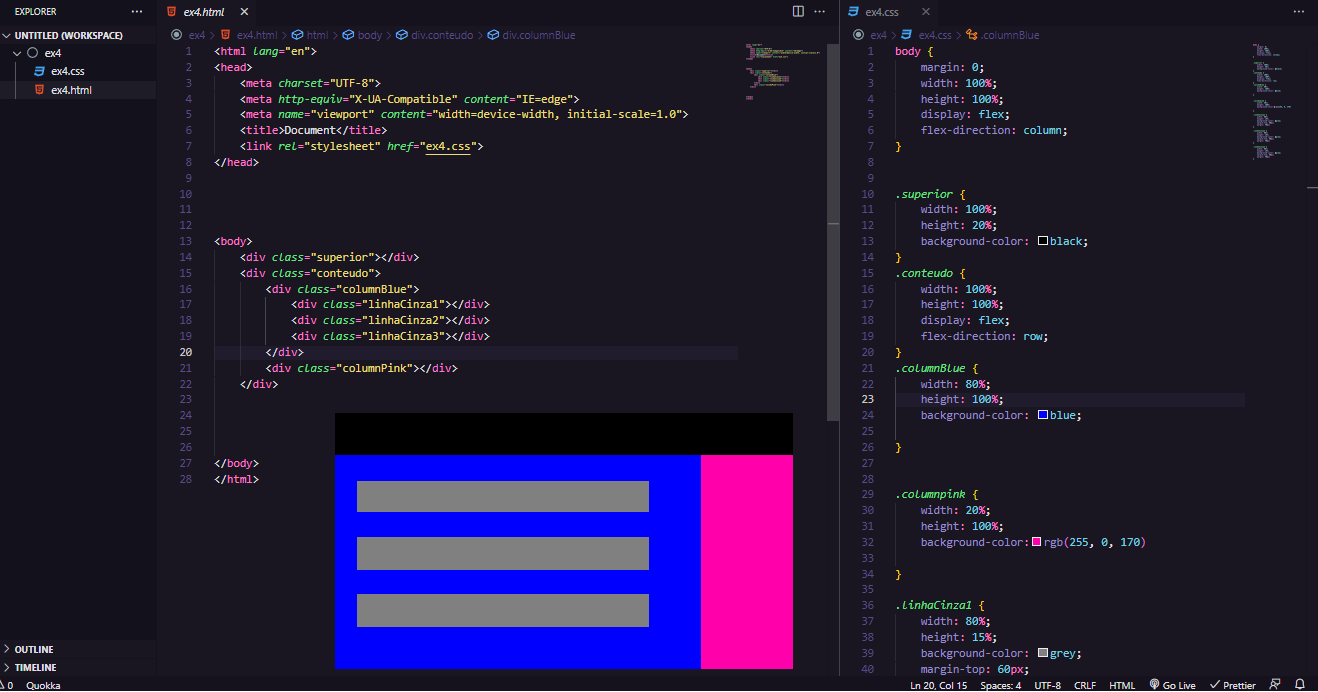 EXPLORER
UNTITLED (WORKSPACE)
ex4
ex4.css
ex4.html
OUTLINE
TIMELINE
ex4.html
ex4 > ex4.html > html > body > div.conteudo > div.columnBlue
1 <html lang="en">
2 <head>
3 <meta charset="UTF-8">
4 <meta http-equiv="X-UA-Compatible" content="IE=edge">
5 <meta name="viewport" content="width=device-width, initial-scale=1.0">
6 <title>Document</title>
7 <link rel="stylesheet" href="ex4.css">
8 </head>
9
10
11
12
13 <body>
14 <div class="superior"></div>
15 <div class="conteudo">
16 <div class="columnBlue">
17 <div class="linhaCinza1"></div>
18 <div class="linhaCinza2"></div>
19 <div class="linhaCinza3"></div>
20 </div>
21 <div class="columnPink"></div>
22 </div>
23
24
25
26
27 </body>
28 </html>
ex4.css
ex4 > ex4.css > .columnBlue
1 body {
2 margin: 0;
3 width: 100%;
4 height: 100%;
5 display: flex;
6 flex-direction: column;
7 }
8
9
10 .superior {
11 width: 100%;
12 height: 20%;
13 background-color: black;
14 }
15 .conteudo {
16 width: 100%;
17 height: 100%;
18 display: flex;
19 flex-direction: row;
20 }
21 .columnBlue {
22 width: 80%;
23 height: 100%;
24 background-color: blue;
25
26 }
27
28
29 .columnpink {
30 width: 20%;
31 height: 100%;
32 background-color: rgb(255, 0, 170)
33
34 }
35
36 .linhaCinza1 {
37 width: 80%;
38 height: 15%;
39 background-color: grey;
40 margin-top: 60px;
0 Quokka
Ln 20, Col 15 Spaces: 4 UTF-8 CRLF HTML Go Live Prettier